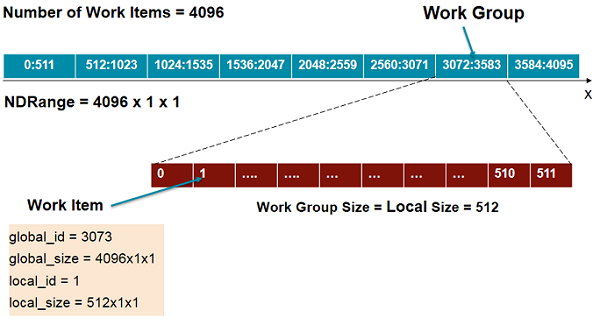 Number of Work Items = 4096
Work Group
0:511 512:1023 1024:1535 1536:2047 2048:2559 2560:3071 3072:3583 3584:4095
X
NDRange = 4096 x 1 x 1
0 1 .... .... ... ... ... ... 510 511
Work Item
Work Group Size = Local Size = 512
global_id = 3073
global_size = 4096x1x1
local_id = 1
local_size = 512x1x1